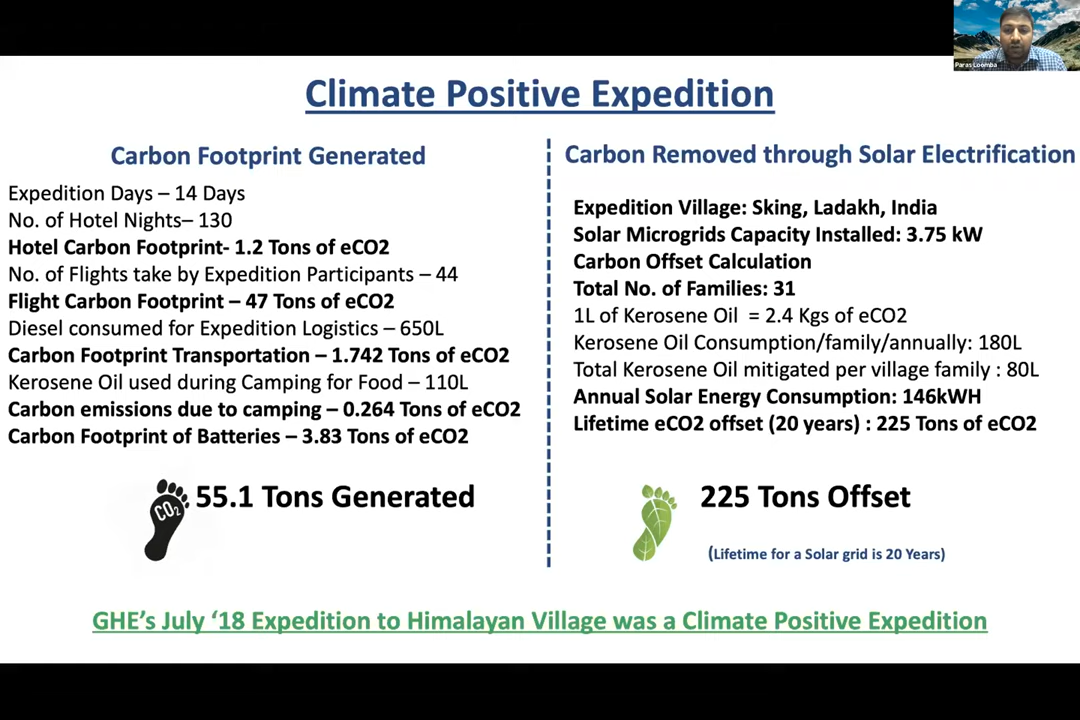 Paras Loomba
Climate Positive Expedition
Carbon Footprint Generated
Expedition Days – 14 Days
No. of Hotel Nights– 130
Hotel Carbon Footprint- 1.2 Tons of eCO2
No. of Flights take by Expedition Participants – 44
Flight Carbon Footprint – 47 Tons of eCO2
Diesel consumed for Expedition Logistics – 650L
Carbon Footprint Transportation – 1.742 Tons of eCO2
Kerosene Oil used during Camping for Food – 110L
Carbon emissions due to camping – 0.264 Tons of eCO2
Carbon Footprint of Batteries – 3.83 Tons of eCO2
CO2
55.1 Tons Generated
Carbon Removed through Solar Electrification
Expedition Village: Sking, Ladakh, India
Solar Microgrids Capacity Installed: 3.75 kW
Carbon Offset Calculation
Total No. of Families: 31
1L of Kerosene Oil = 2.4 Kgs of eCO2
Kerosene Oil Consumption/family/annually: 180L
Total Kerosene Oil mitigated per village family : 80L
Annual Solar Energy Consumption: 146kWH
Lifetime eCO2 offset (20 years) : 225 Tons of eCO2
225 Tons Offset
(Lifetime for a Solar grid is 20 Years)
GHE’s July ‘18 Expedition to Himalayan Village was a Climate Positive Expedition